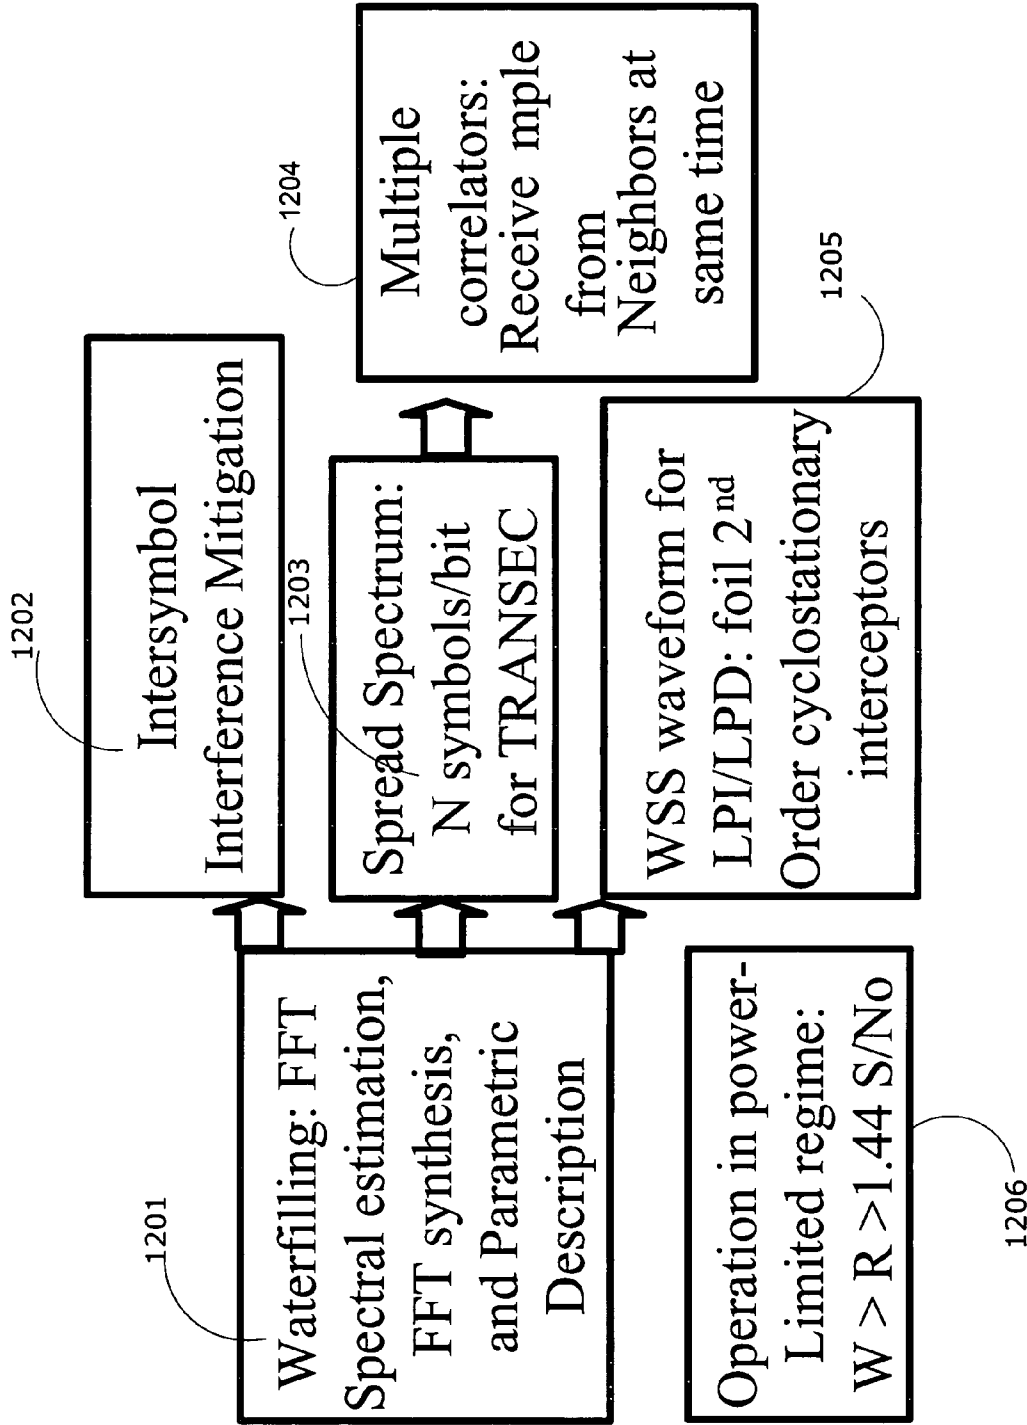 1201
Waterfilling: FFT
Spectral estimation,
FFT synthesis,
and Parametric
Description
1202
Intersymbol
Interference Mitigation
1203
Spread Spectrum:
N symbols/bit
for TRANSEC
1204
Multiple
correlators:
Receive mple
from
Neighbors at
same time
1205
WSS waveform for
LPI/LPD: foil 2nd
Order cyclostationary
interceptors
1206
Operation in power-
Limited regime:
W > R >1.44 S/No